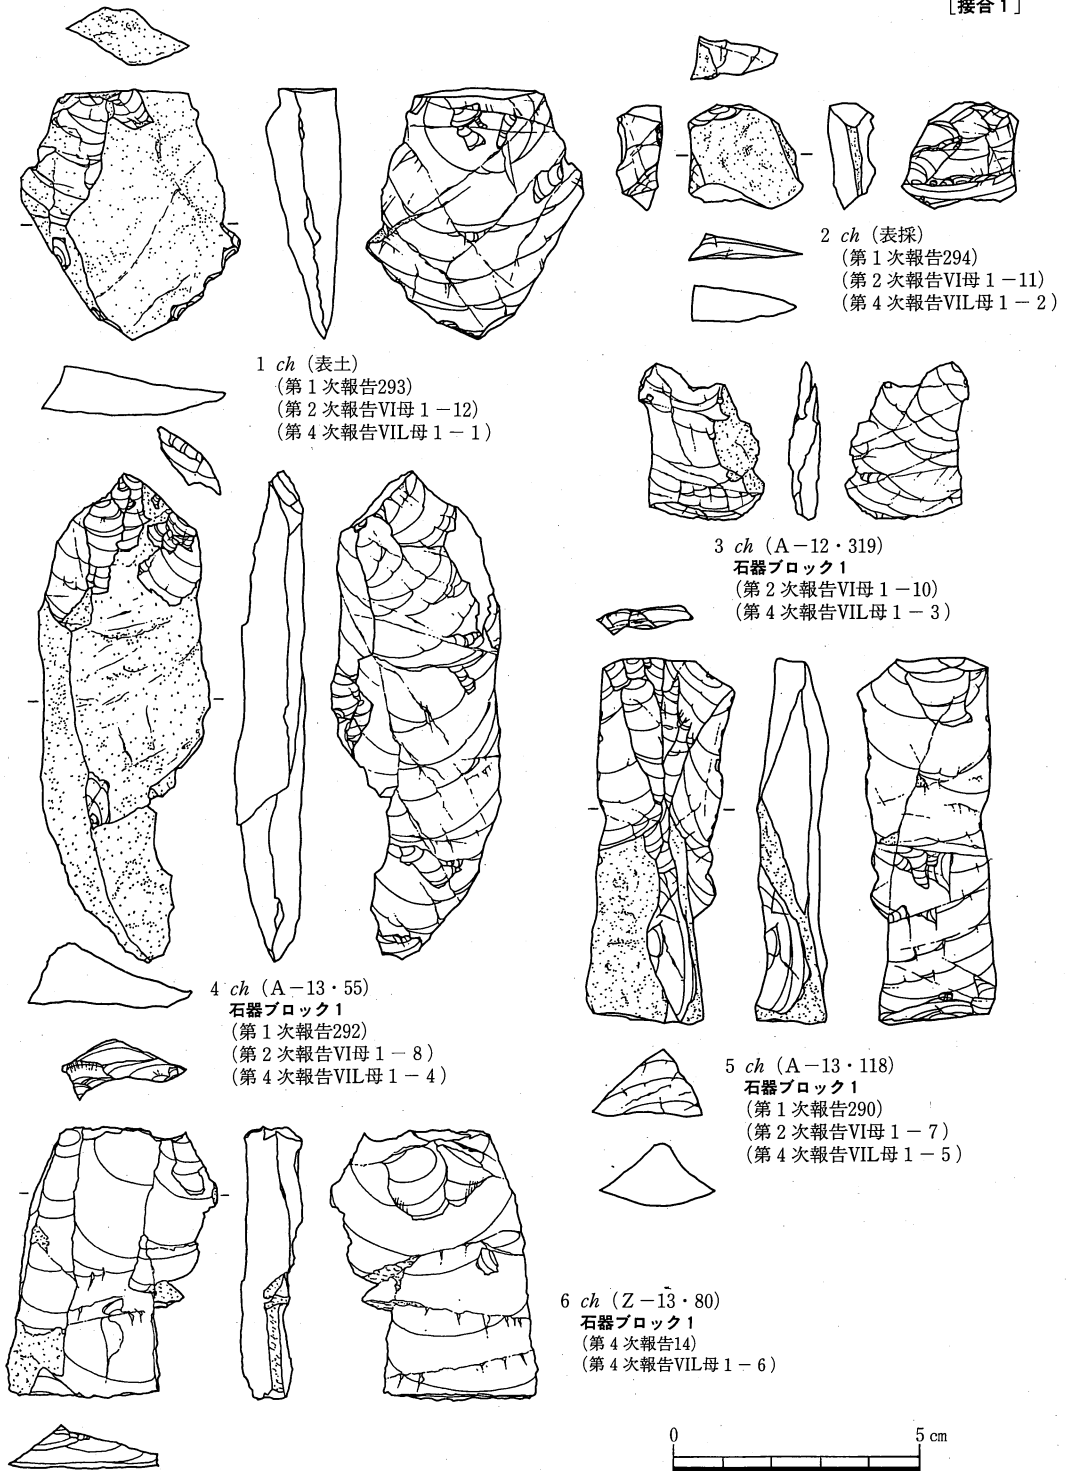 ［接合１］
2 ch（表採）
（第１次報告294）
（第２次報告VI母１－11）
（第４次報告VIL母１－２）
1 ch（表土）
（第１次報告293）
（第２次報告VI母１－12）
（第４次報告VIL母１－１）
3 ch（A－12・319）
石器ブロック1
（第２次報告VI母１－10）
（第４次報告VIL母１－３）
4 ch（A－13・55）
石器ブロック1
（第１次報告292）
（第２次報告VI母１－８）
（第４次報告VIL母１－４）
5 ch（A－13・118）
石器ブロック1
（第１次報告290）
（第２次報告VI母１－７）
（第４次報告VIL母１－５）
6 ch（Z－13・80）
石器ブロック1
（第４次報告14）
（第４次報告VIL母１－６）
0 5 cm